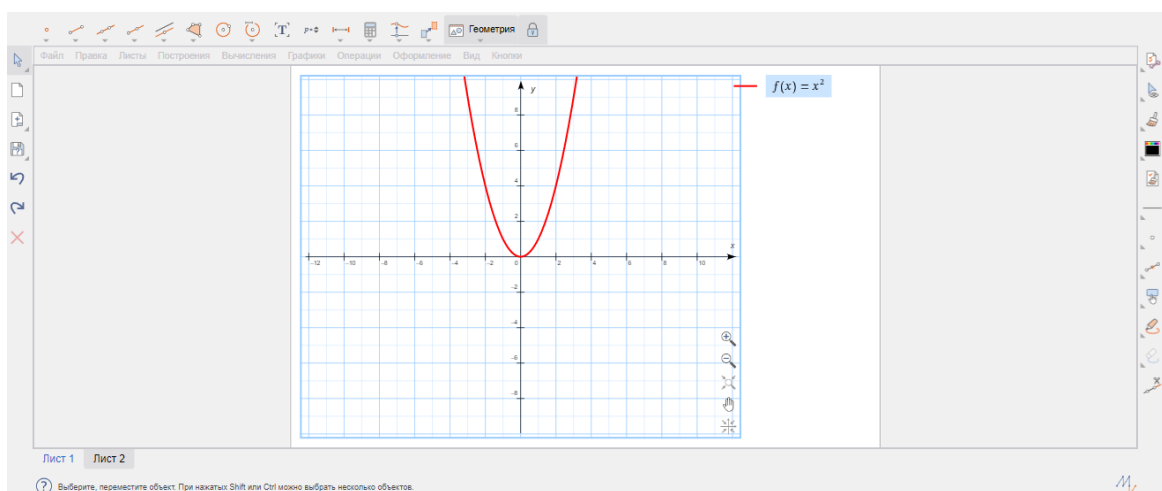 [T]
Геометрия
Файл Правка Листы Построения Вычисления Графики Операции Оформление Вид Кнопки
f(x) = x²
y
8
6
4
2
x
-12 -10 -8 -6 -4 -2 0 2 4 6 8 10
-2
-4
-6
-8
Лист 1 Лист 2
? Выберите, переместите объект. При нажатых Shift или Ctrl можно выбрать несколько объектов.